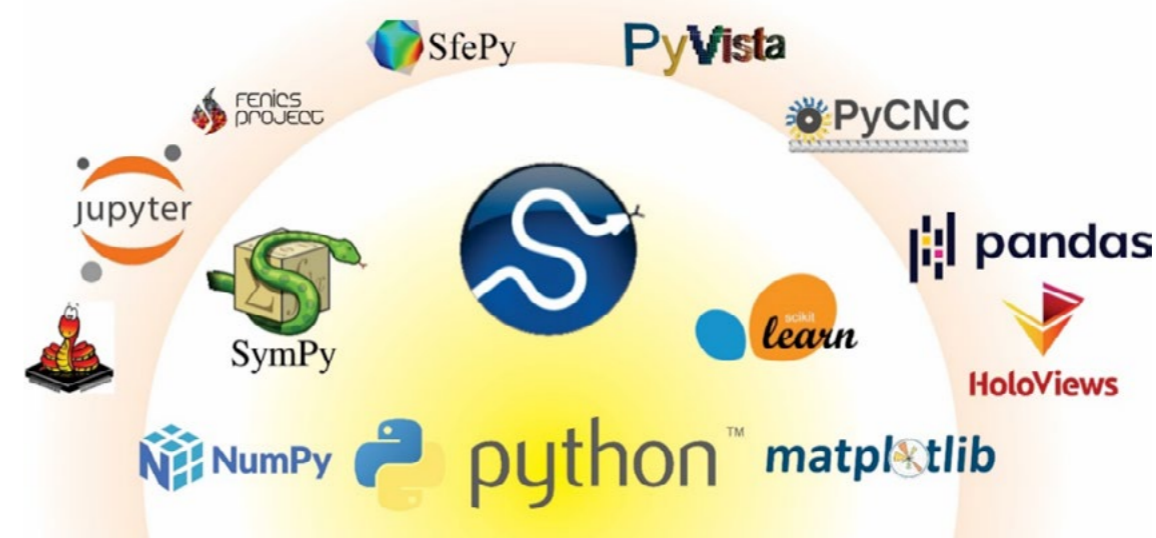 SfePy
PyVista
FENICS
PROJECT
PyCNC
jupyter
pandas
SymPy
scikit
learn
HoloViews
NumPy
python™
matplotlib